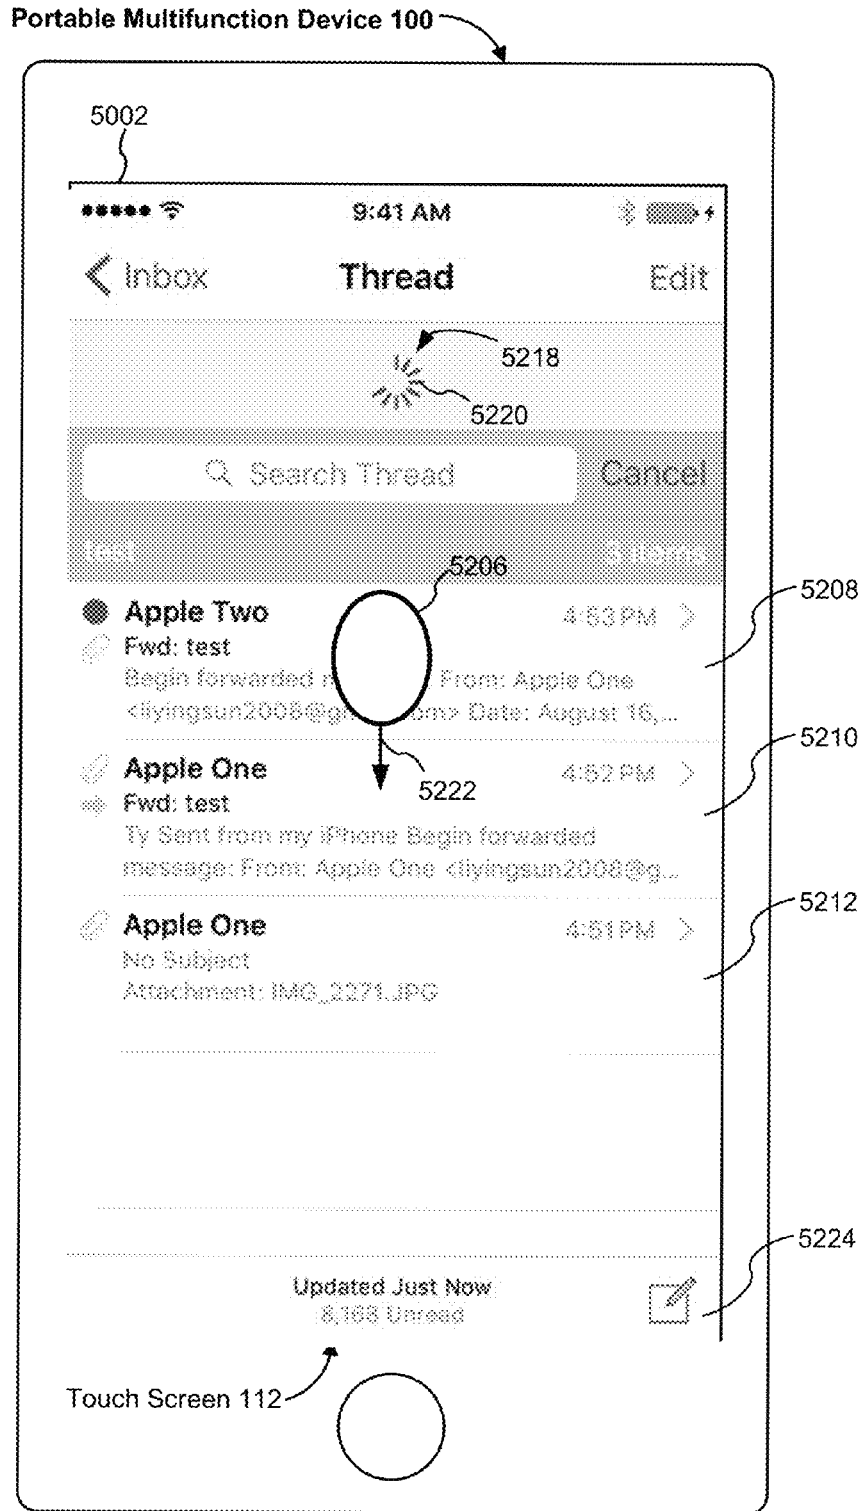 Portable Multifunction Device 100
5002
9:41 AM
Inbox Thread Edit
5218
5220
Search Thread Cancel
test
5206
5208
Apple Two 4:53 PM
Fwd: test
Begin forwarded From: Apple One
Date: August 16,...
5210
Apple One 4:52 PM
5222
Fwd: test
Ty Sent from my iPhone Begin forwarded
message: From: Apple One <liyingsun2008@g...
5212
Apple One 4:51 PM
No Subject
Attachment: IMG_2271.JPG
5224
Updated Just Now
8,168 Unread
Touch Screen 112